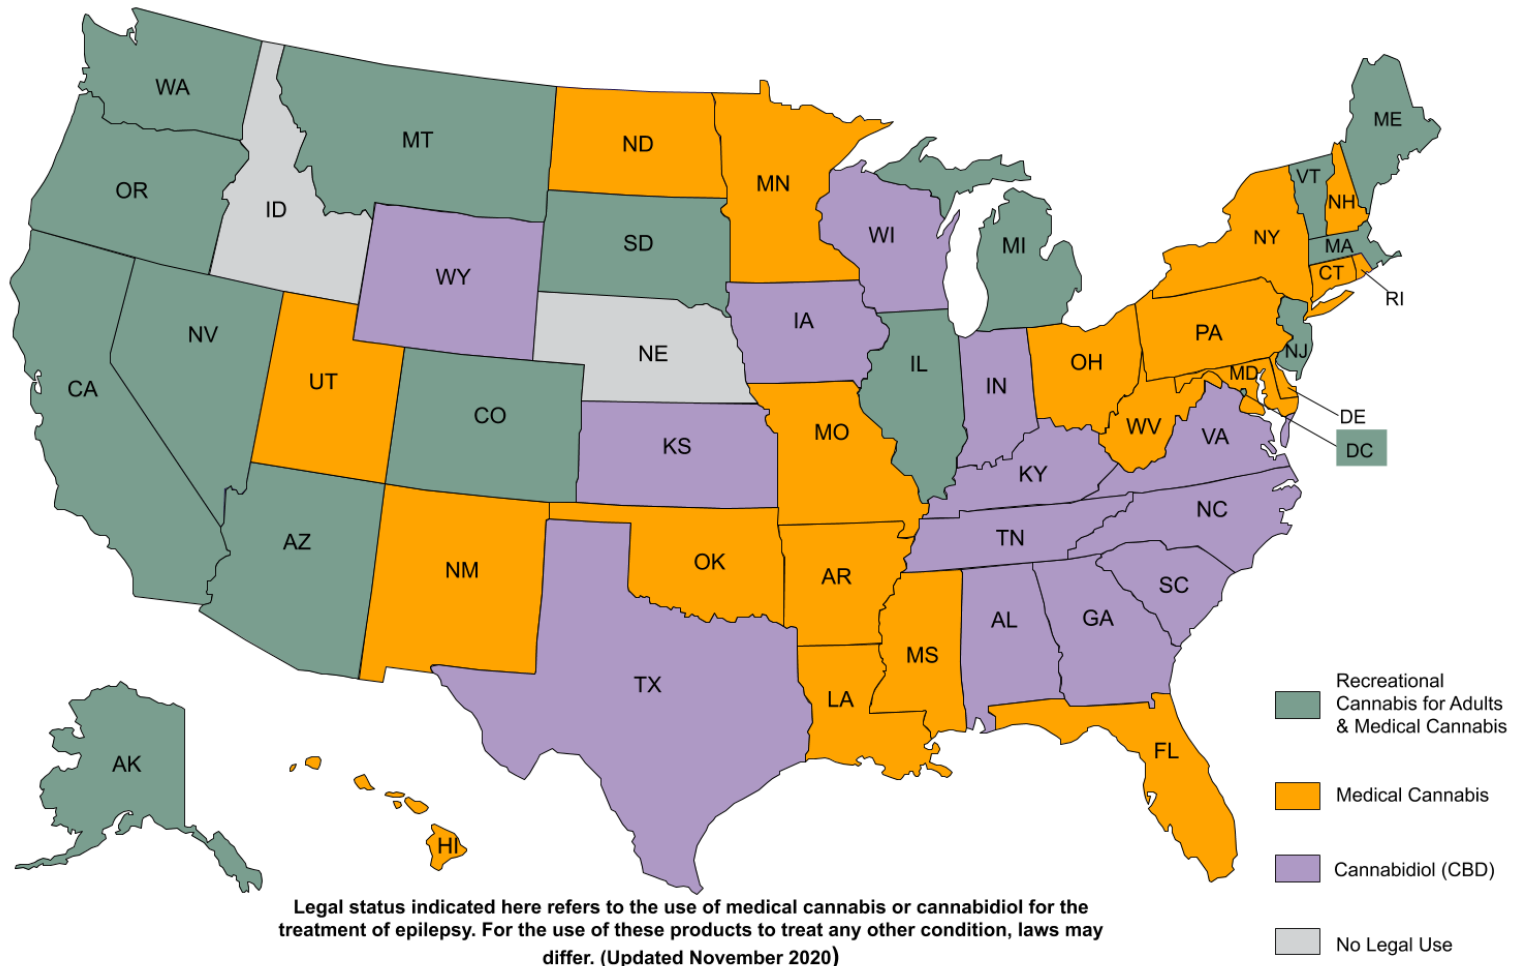 WA
MT
ND
MN
ME
OR
ID
SD
WI
MI
VT
NH
NY
MA
CT
RI
WY
IA
NV
NE
IL
IN
OH
PA
NJ
MD
DE
DC
CA
UT
CO
KS
MO
KY
WV
VA
AZ
NM
OK
AR
TN
NC
SC
TX
LA
MS
AL
GA
FL
AK
HI
Recreational
Cannabis for Adults
& Medical Cannabis
Medical Cannabis
Cannabidiol (CBD)
No Legal Use
Legal status indicated here refers to the use of medical cannabis or cannabidiol for the
treatment of epilepsy. For the use of these products to treat any other condition, laws may
differ. (Updated November 2020)